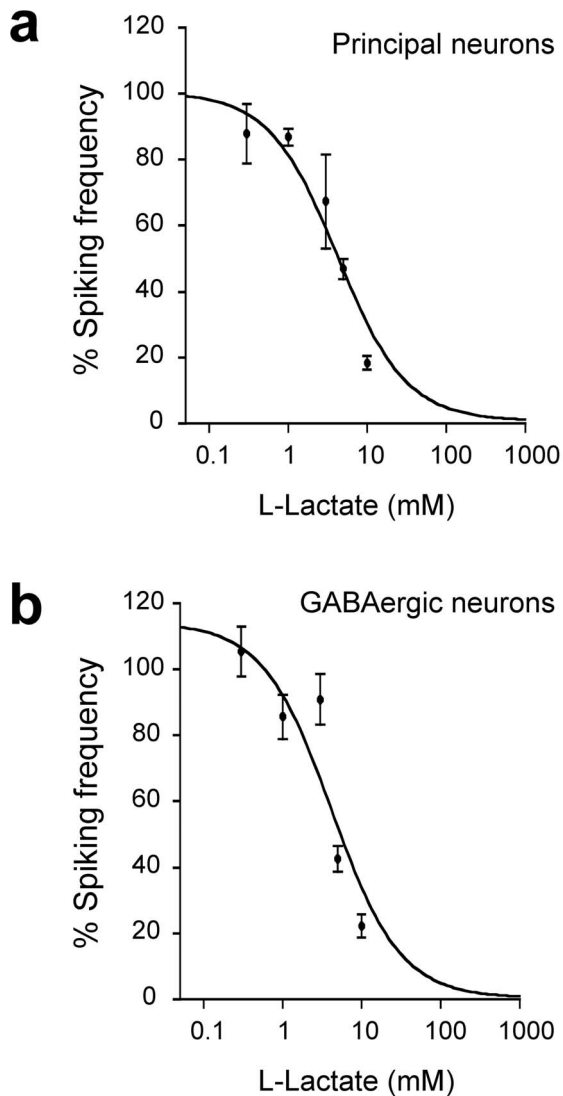 a
Principal neurons
% Spiking frequency
120
100
80
60
40
20
0
0.1 1 10 100 1000
L-Lactate (mM)
b
GABAergic neurons
% Spiking frequency
120
100
80
60
40
20
0
0.1 1 10 100 1000
L-Lactate (mM)